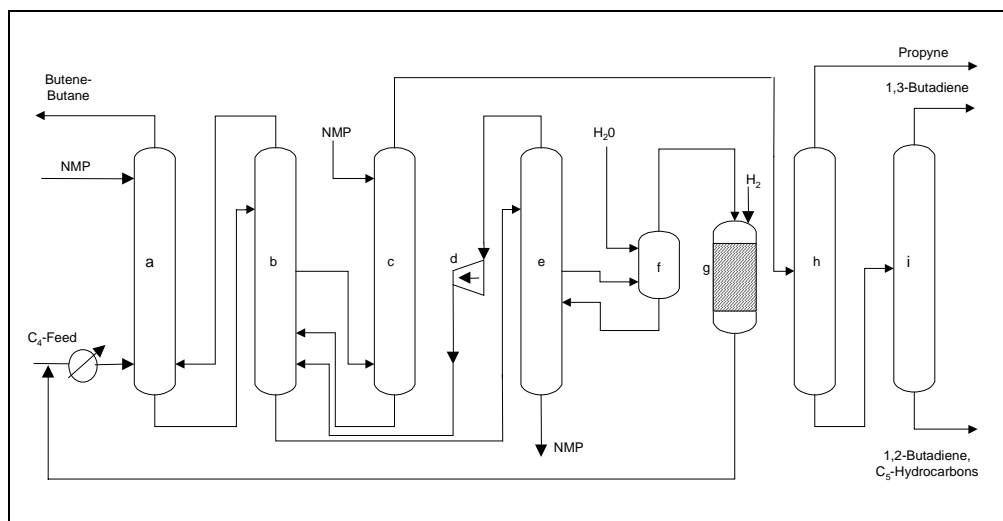 Butene-
Butane
NMP
C4-Feed
a
b
NMP
c
d
e
NMP
H20
f
g
H2
h
i
Propyne
1,3-Butadiene
1,2-Butadiene,
C5-Hydrocarbons